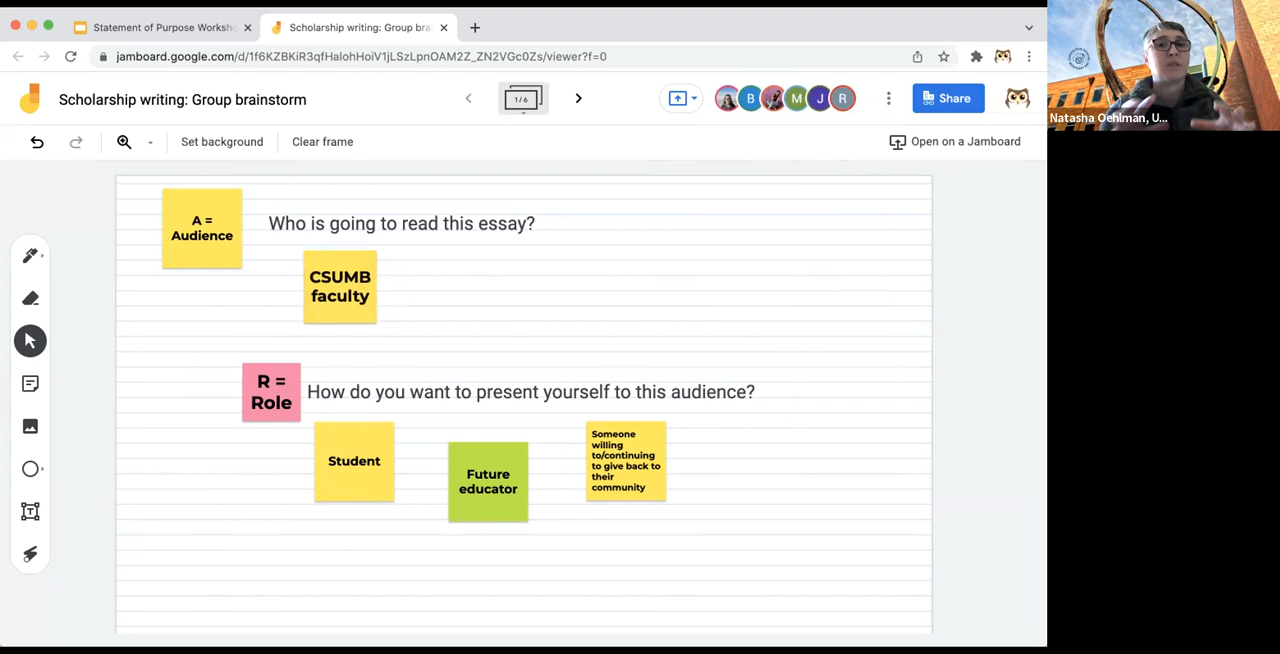 Statement of Purpose Worksho
Scholarship writing: Group bra
jamboard.google.com/d/1f6KZBKiR3qfHalohHoiV1jLSzLpnOAM2Z_ZN2VGc0Zs/viewer?f=0
Scholarship writing: Group brainstorm
1/6
B
M
J
R
Share
Set background
Clear frame
Open on a Jamboard
A =
Audience
Who is going to read this essay?
CSUMB
faculty
R =
Role
How do you want to present yourself to this audience?
Student
Future
educator
Someone
willing
to/continuing
to give back to
their
community
T
Natasha Oehlman, U...